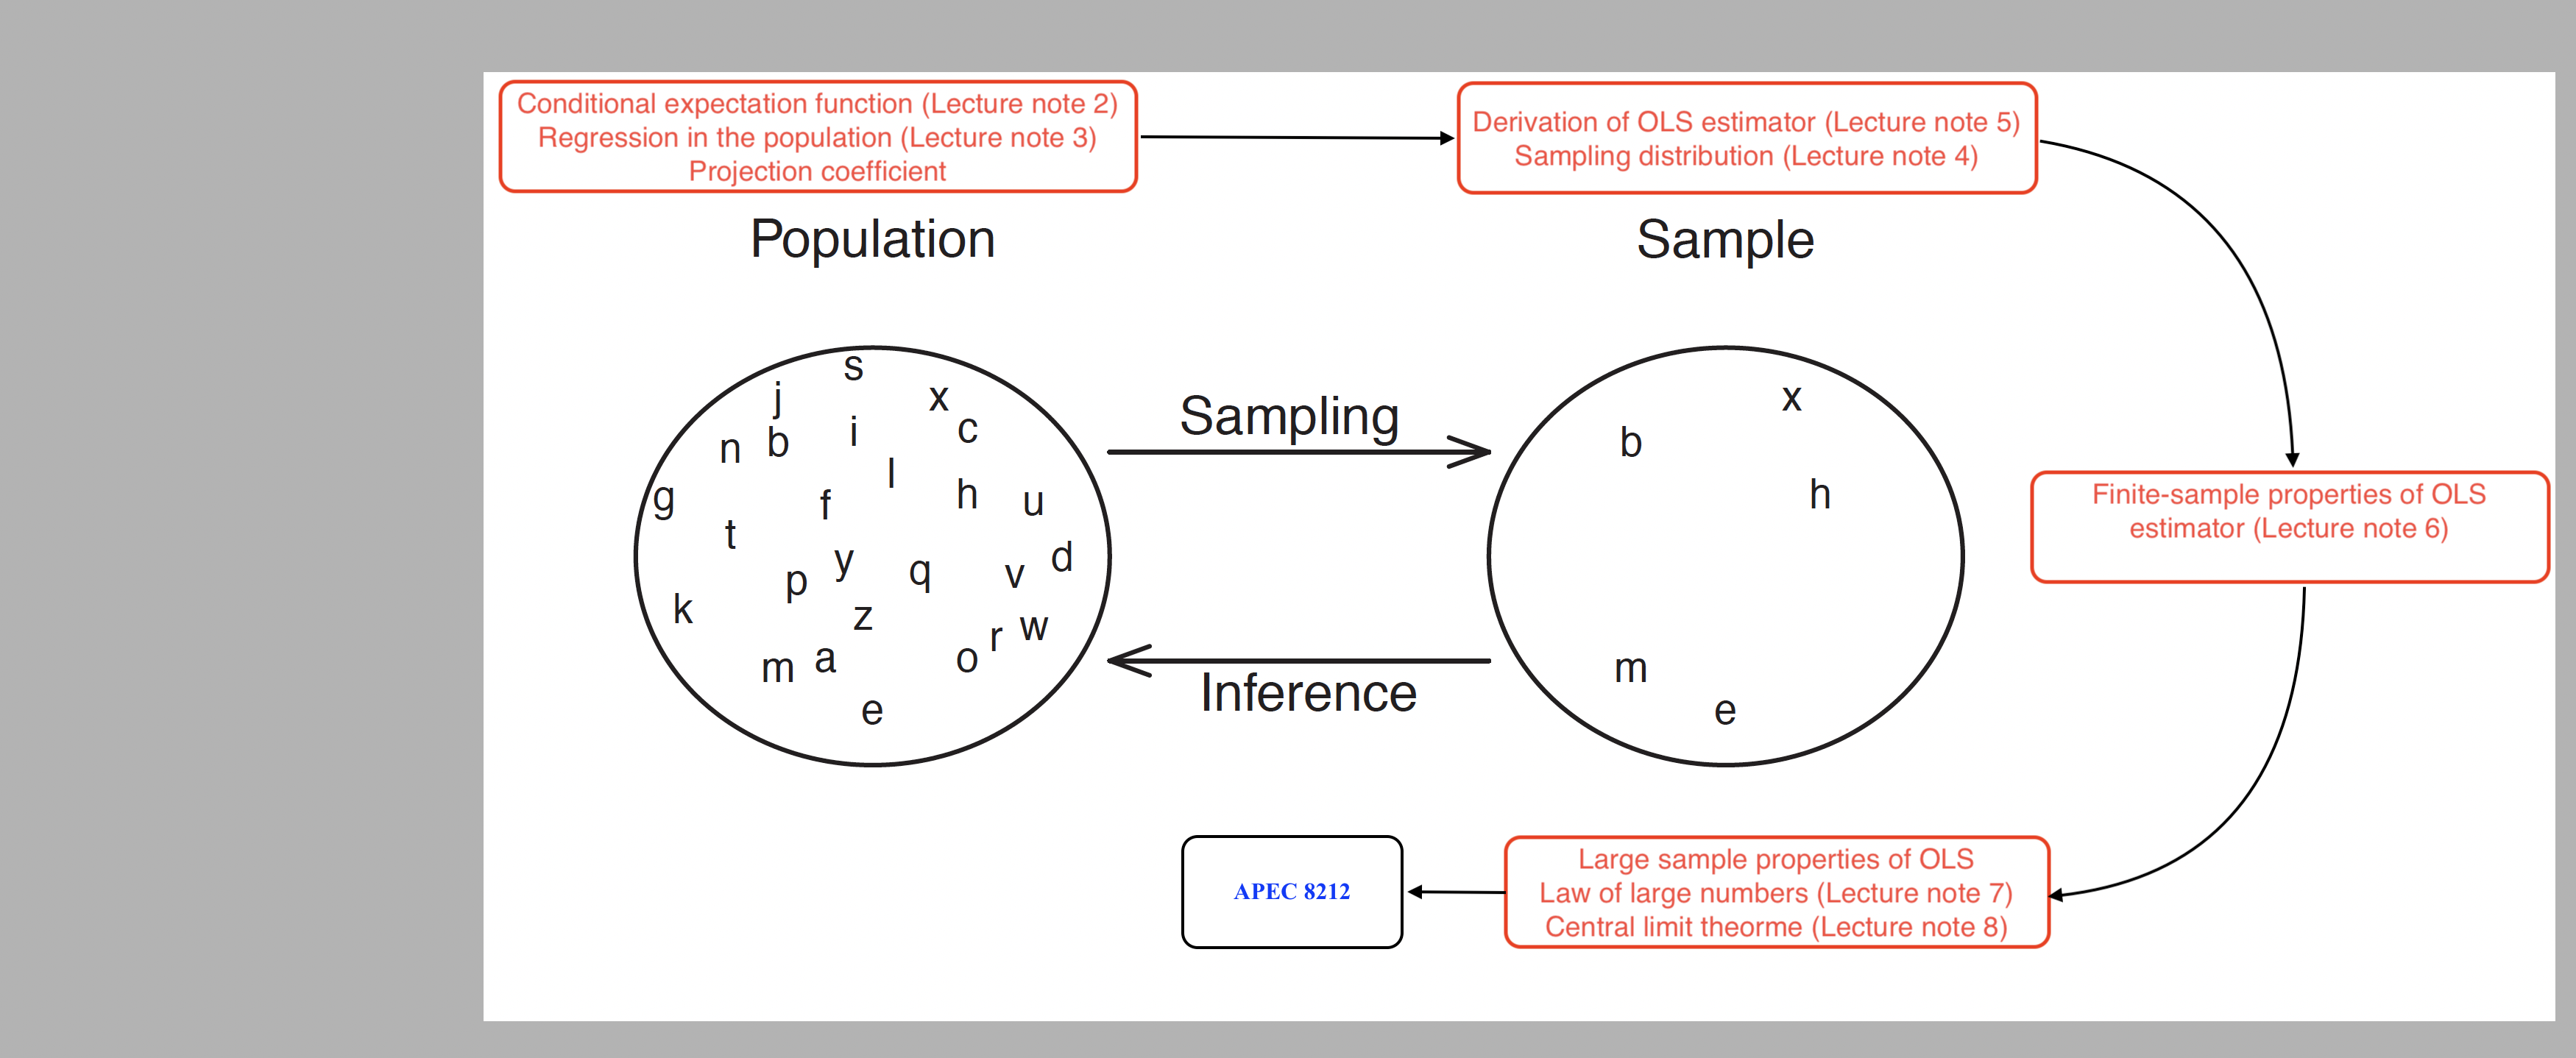 Conditional expectation function (Lecture note 2)
Regression in the population (Lecture note 3)
Projection coefficient
Derivation of OLS estimator (Lecture note 5)
Sampling distribution (Lecture note 4)
Population
Sample
s
j
x
i
c
n
b
l
g
f
h
u
t
y
q
v
d
p
k
z
r
w
m
a
o
e
Sampling
Inference
x
b
h
m
e
Finite-sample properties of OLS
estimator (Lecture note 6)
APEC 8212
Large sample properties of OLS
Law of large numbers (Lecture note 7)
Central limit theorme (Lecture note 8)